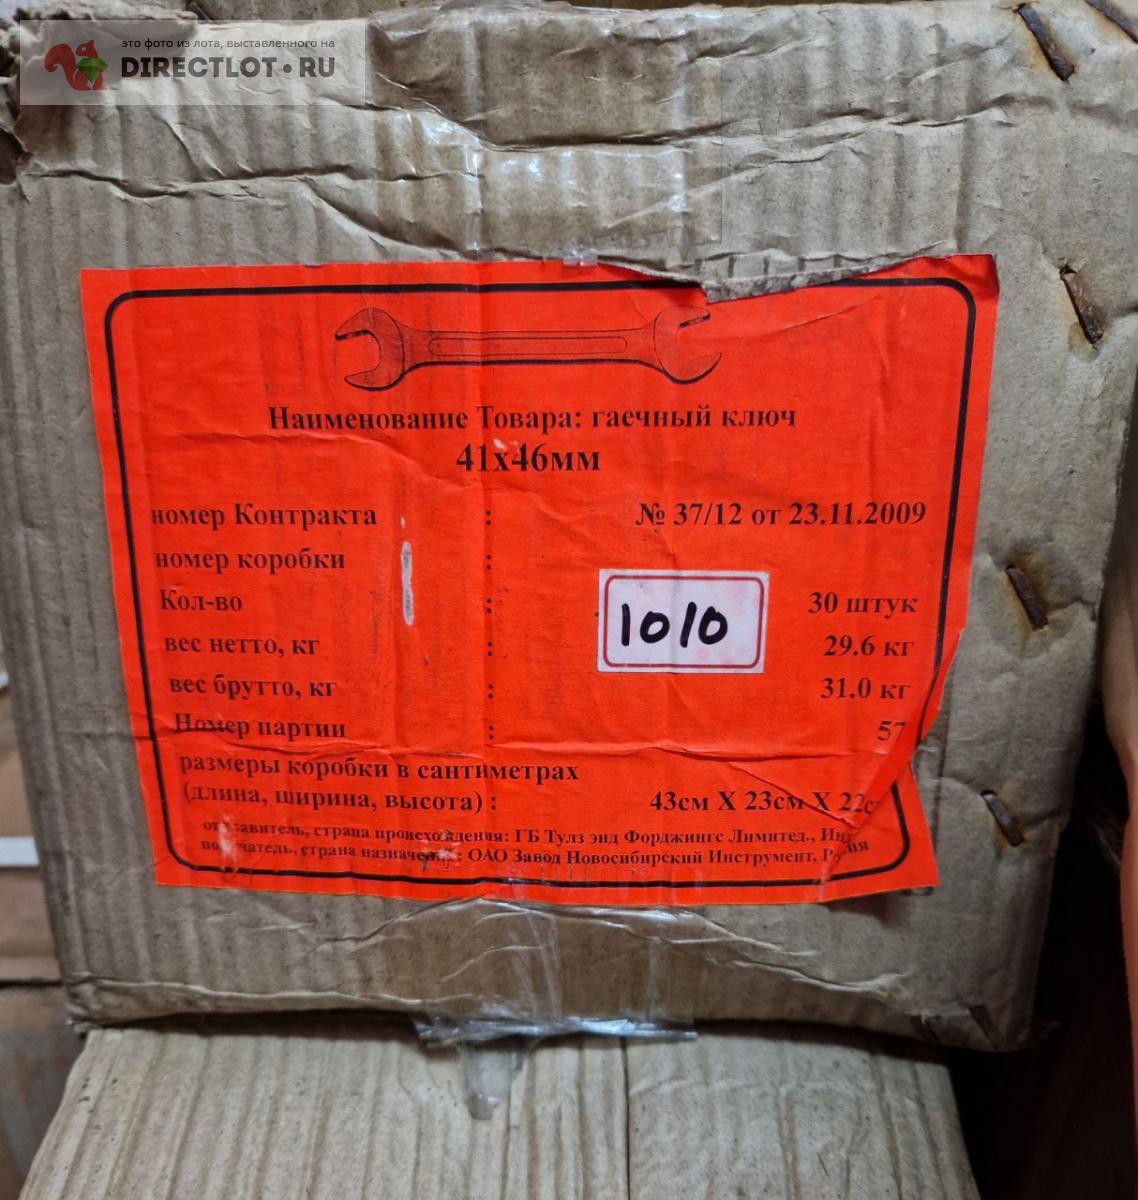 это фото из лота, выставленного на
DIRECTLOT.RU
Наименование Товара: гаечный ключ
41х46мм
номер Контракта : № 37/12 от 23.11.2009
номер коробки :
1010
Кол-во : 30 штук
вес нетто, кг : 29.6 кг
вес брутто, кг : 31.0 кг
Номер партии : 57
размеры коробки в сантиметрах
(длина, ширина, высота) : 43см Х 23см Х 22
страна происхождения: ГБ Тулз энд Форджингс Лимитед.,
страна : ОАО Завод Новосибирский Инструмент,